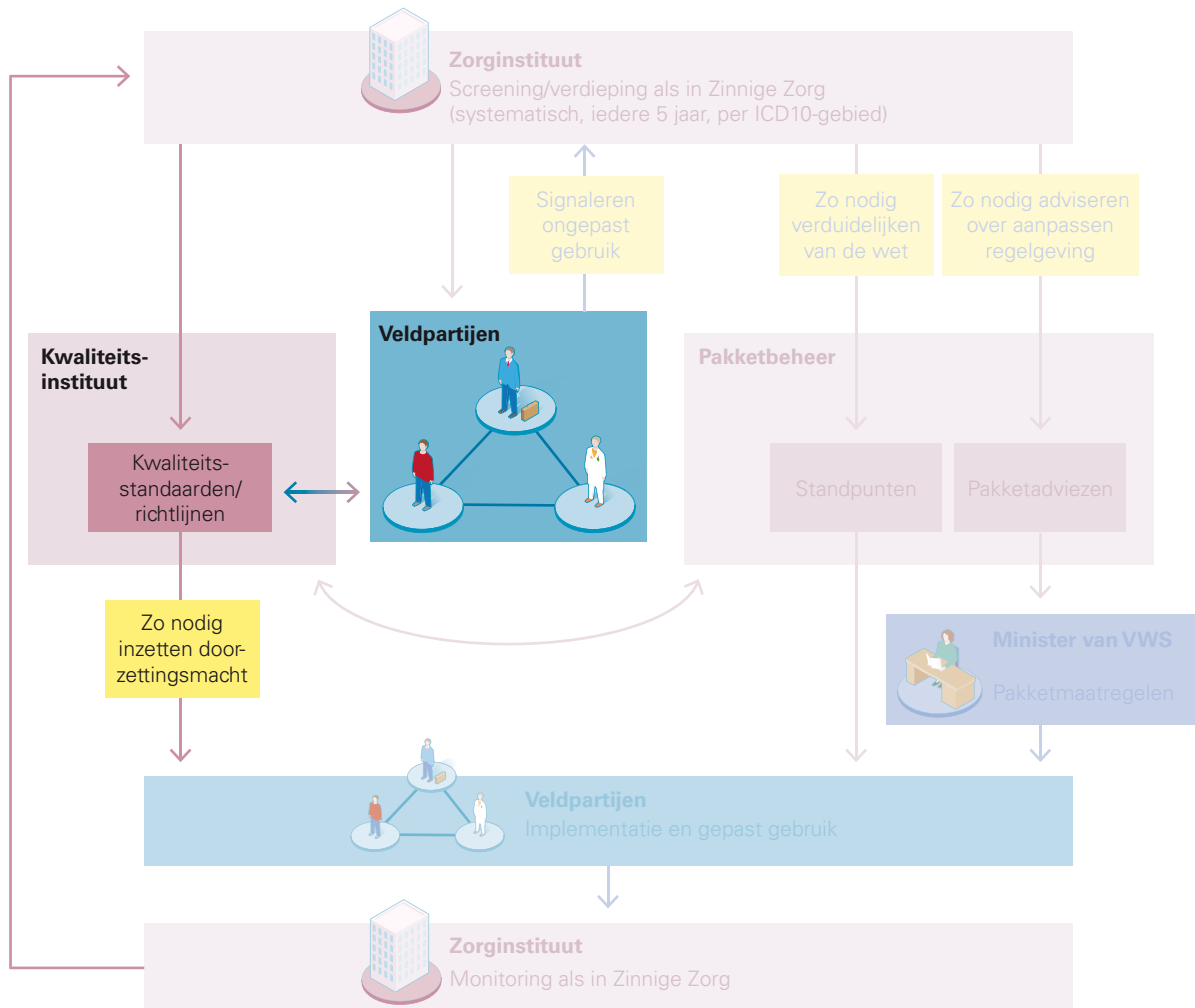 Zorginstituut
Screening/verdieping als in Zinnige Zorg
(systematisch, iedere 5 jaar, per ICD10-gebied)
Signaleren
ongepast
gebruik
Zo nodig
verduidelijken
van de wet
Zo nodig adviseren
over aanpassen
regelgeving
Kwaliteits-
instituut
Veldpartijen
Pakketbeheer
Kwaliteits-
standaarden/
richtlijnen
Standpunten
Pakketadviezen
Zo nodig
inzetten door-
zettingsmacht
Minister van VWS
Pakketmaatregelen
Veldpartijen
Implementatie en gepast gebruik
Zorginstituut
Monitoring als in Zinnige Zorg